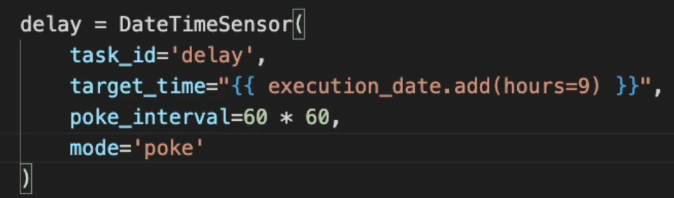 delay = DateTimeSensor(
    task_id='delay',
    target_time="{{ execution_date.add(hours=9) }}",
    poke_interval=60 * 60,
    mode='poke'
)